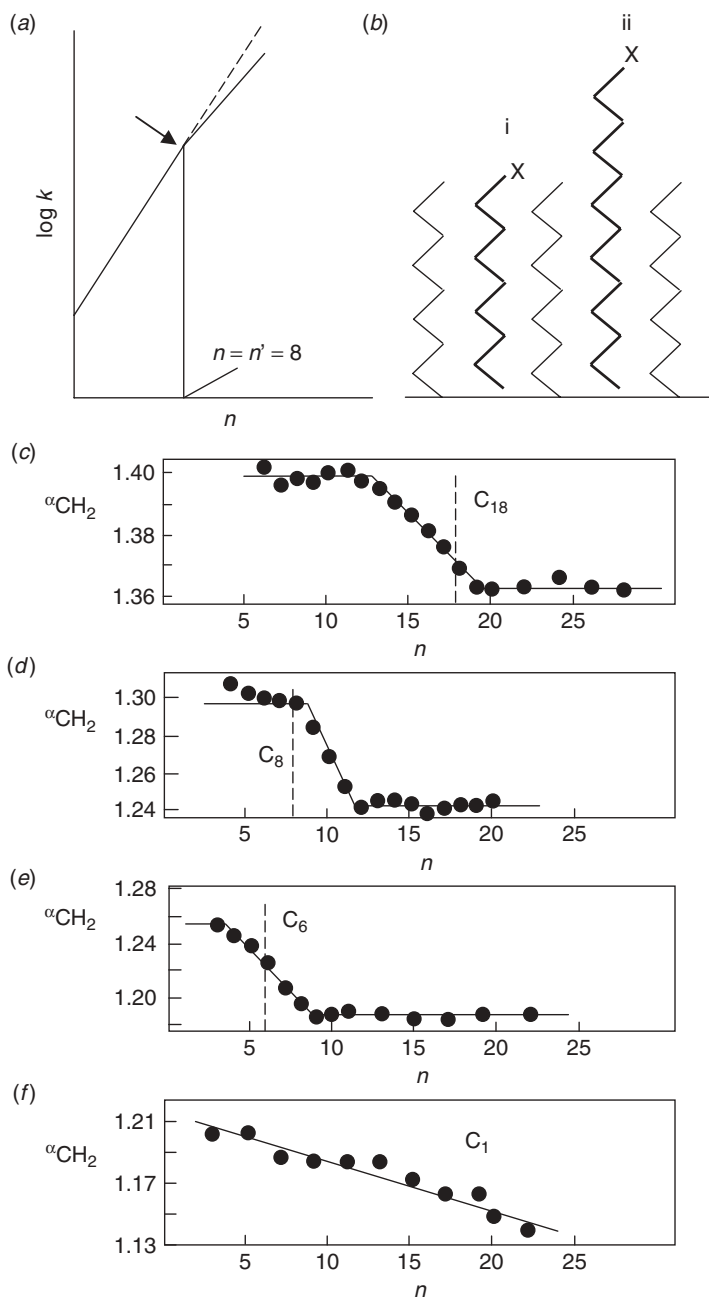 (a)
log k
n = n' = 8
n
(b)
i
X
ii
X
(c)
αCH2
1.40
1.38
1.36
C18
5 10 15 20 25
n
(d)
αCH2
1.30
1.28
1.26
1.24
C8
5 10 15 20 25
n
(e)
αCH2
1.28
1.24
1.20
C6
5 10 15 20 25
n
(f)
αCH2
1.21
1.17
1.13
C1
5 10 15 20 25
n